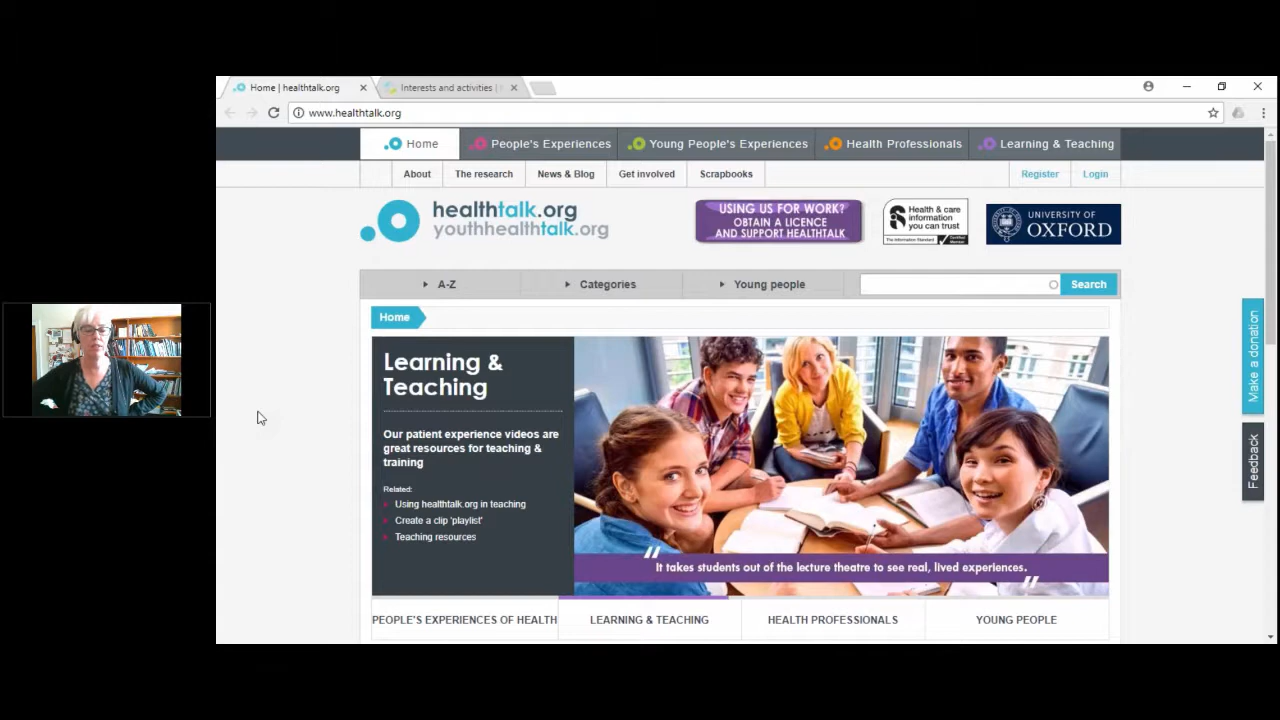 Home | healthtalk.org
Interests and activities |
www.healthtalk.org
Home
People's Experiences
Young People's Experiences
Health Professionals
Learning & Teaching
About
The research
News & Blog
Get involved
Scrapbooks
Register
Login
healthtalk.org
youthhealthtalk.org
USING US FOR WORK?
OBTAIN A LICENCE
AND SUPPORT HEALTHTALK
Health & care
information
you can trust
The Information Standard
Certified
Member
UNIVERSITY OF
OXFORD
A-Z
Categories
Young people
Search
Home
Learning &
Teaching
Our patient experience videos are
great resources for teaching &
training
Related:
Using healthtalk.org in teaching
Create a clip 'playlist'
Teaching resources
"It takes students out of the lecture theatre to see real, lived experiences."
PEOPLE'S EXPERIENCES OF HEALTH
LEARNING & TEACHING
HEALTH PROFESSIONALS
YOUNG PEOPLE
Make a donation
Feedback